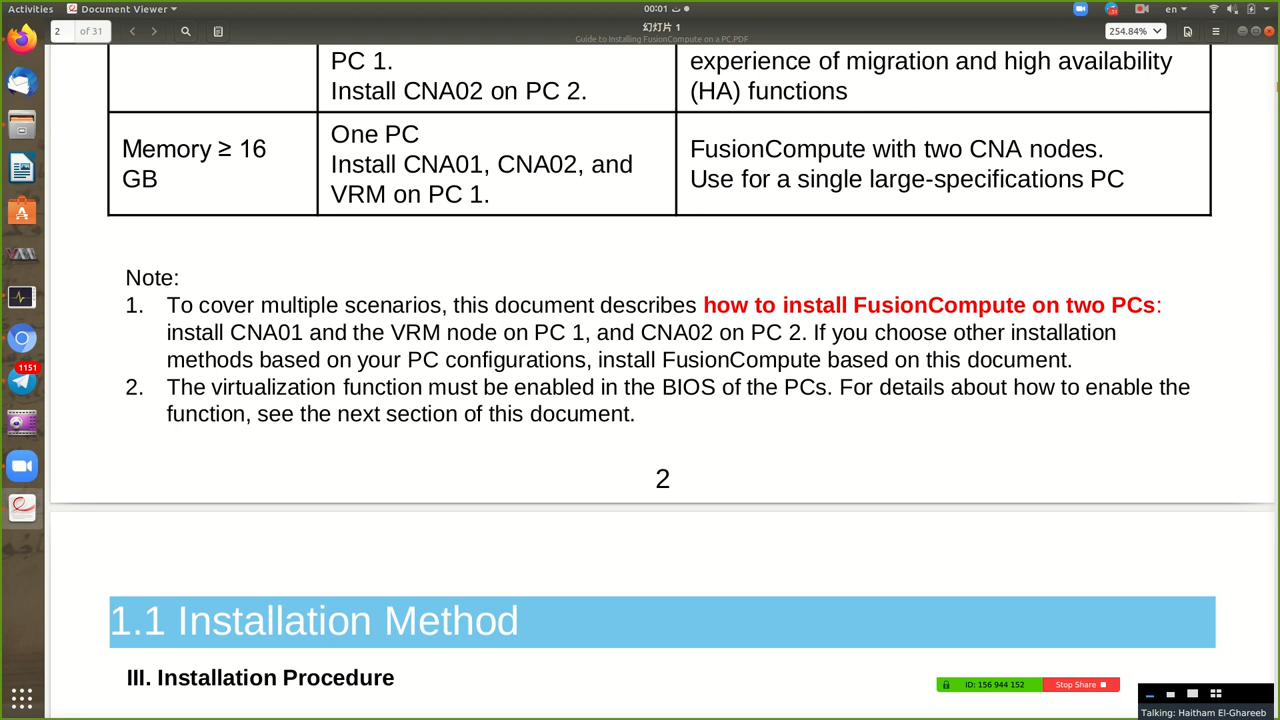 Activities
Document Viewer
00:01 ت
en
2
of 31
幻灯片 1
Guide to Installing FusionCompute on a PC.PDF
254.84%
PC 1.
Install CNA02 on PC 2.
experience of migration and high availability
(HA) functions
Memory ≥ 16
GB
One PC
Install CNA01, CNA02, and
VRM on PC 1.
FusionCompute with two CNA nodes.
Use for a single large-specifications PC
Note:
1. To cover multiple scenarios, this document describes how to install FusionCompute on two PCs:
install CNA01 and the VRM node on PC 1, and CNA02 on PC 2. If you choose other installation
methods based on your PC configurations, install FusionCompute based on this document.
2. The virtualization function must be enabled in the BIOS of the PCs. For details about how to enable the
function, see the next section of this document.
2
1.1 Installation Method
III. Installation Procedure
1151
ID: 156 944 152
Stop Share
Talking: Haitham El-Ghareeb